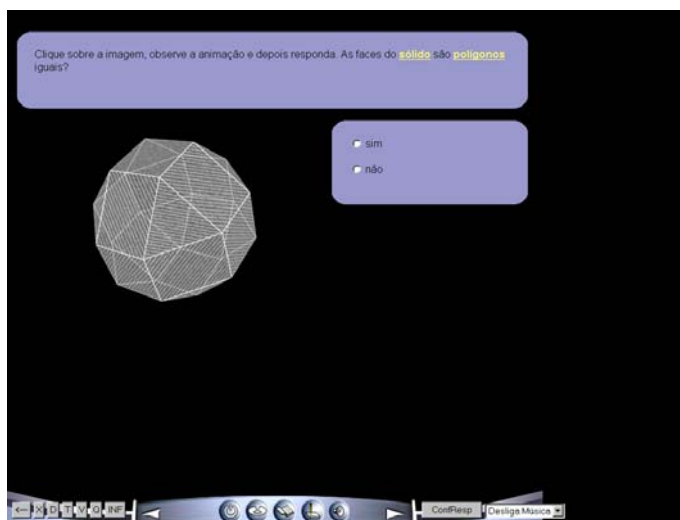 Clique sobre a imagem, observe a animação e depois responda. As faces do sólido são polígonos
iguais?
sim
não
X D T V Q INF
ConfResp
Desliga Música